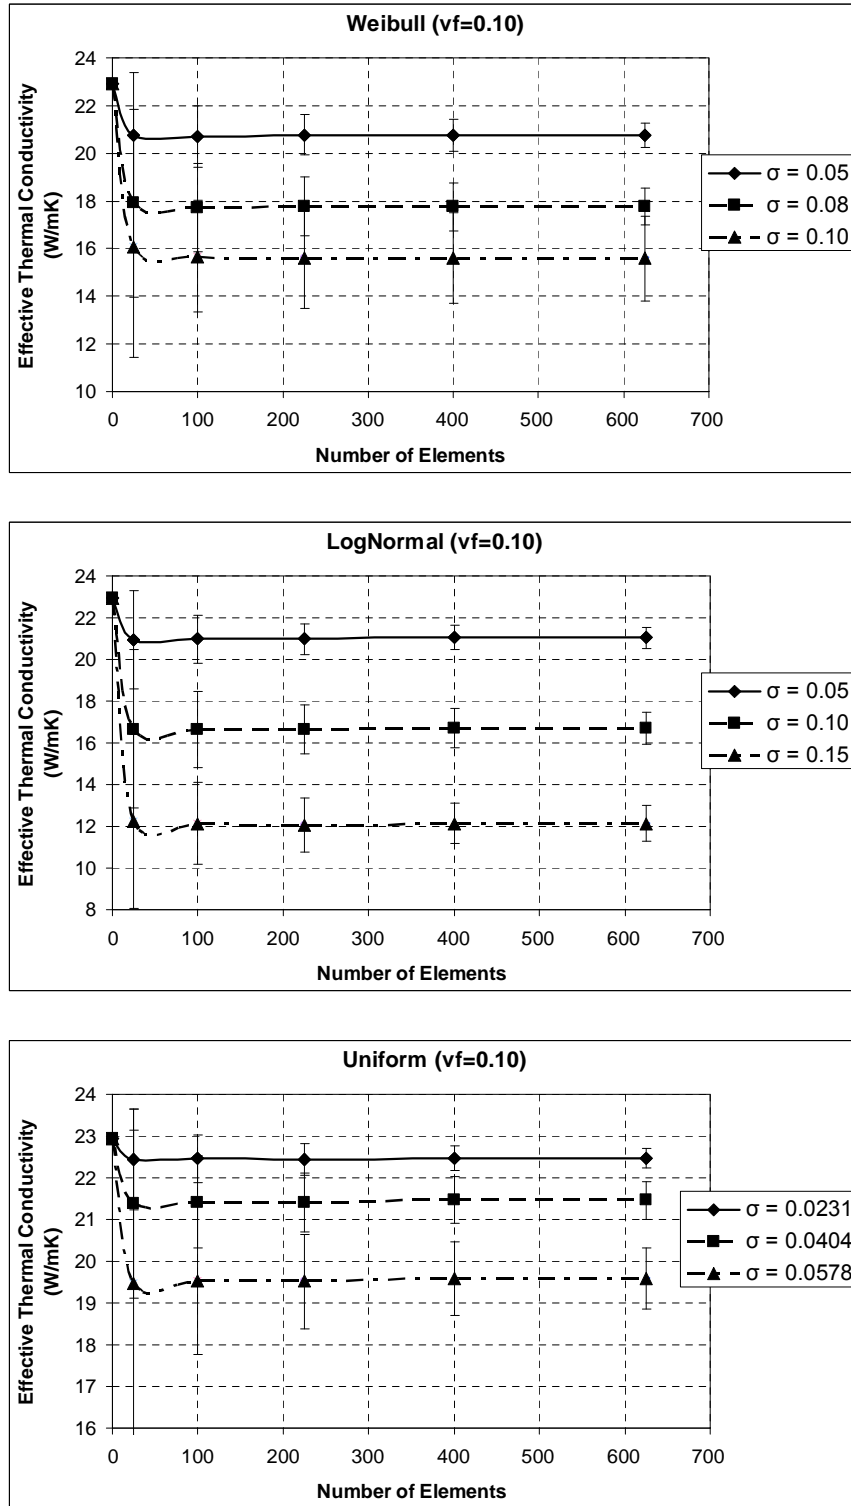 Weibull (vf=0.10)
Effective Thermal Conductivity
(W/mK)
24
22
20
18
16
14
12
10
0 100 200 300 400 500 600 700
Number of Elements
σ = 0.05
σ = 0.08
σ = 0.10
LogNormal (vf=0.10)
Effective Thermal Conductivity
(W/mK)
24
22
20
18
16
14
12
10
8
0 100 200 300 400 500 600 700
Number of Elements
σ = 0.05
σ = 0.10
σ = 0.15
Uniform (vf=0.10)
Effective Thermal Conductivity
(W/mK)
24
23
22
21
20
19
18
17
16
0 100 200 300 400 500 600 700
Number of Elements
σ = 0.0231
σ = 0.0404
σ = 0.0578